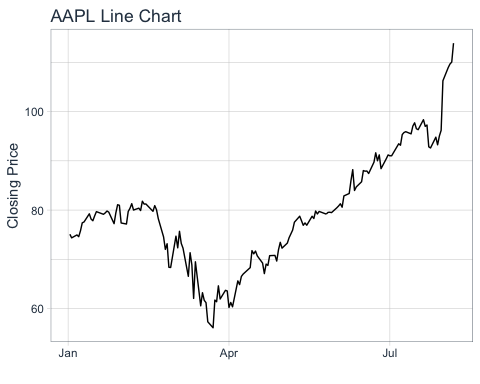 AAPL Line Chart
Closing Price
100
80
60
Jan Apr Jul